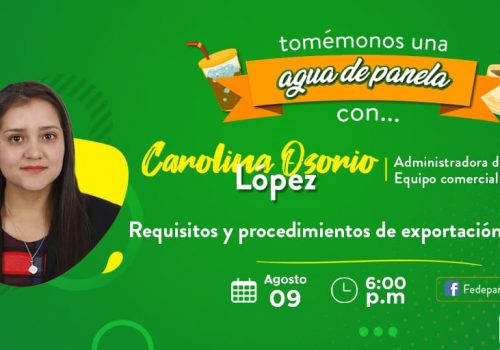 tomémonos una
agua de panela
con...
Carolina Osorio
López
Administradora d
Equipo comercial
Requisitos y procedimientos de exportación
Agosto
09
6:00
p.m
f Fedepa